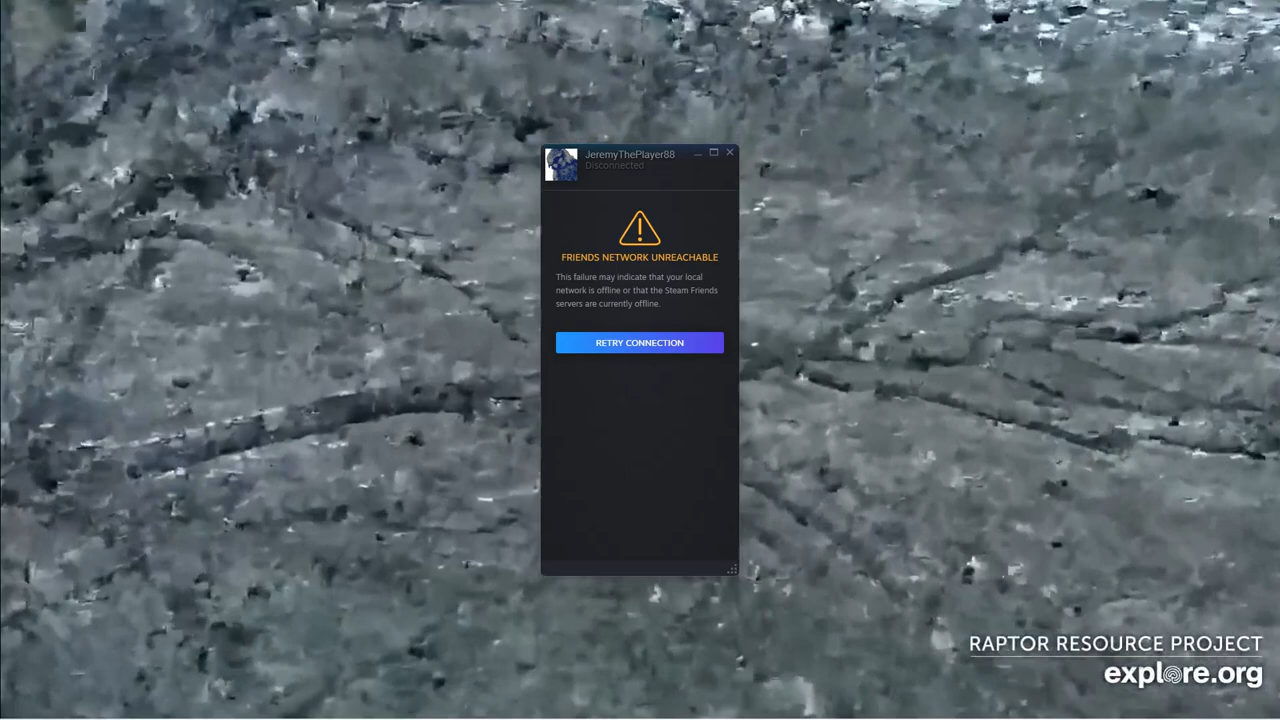 JeremyThePlayer88
Disconnected
FRIENDS NETWORK UNREACHABLE
This failure may indicate that your local
network is offline or that the Steam Friends
servers are currently offline.
RETRY CONNECTION
RAPTOR RESOURCE PROJECT
explore.org